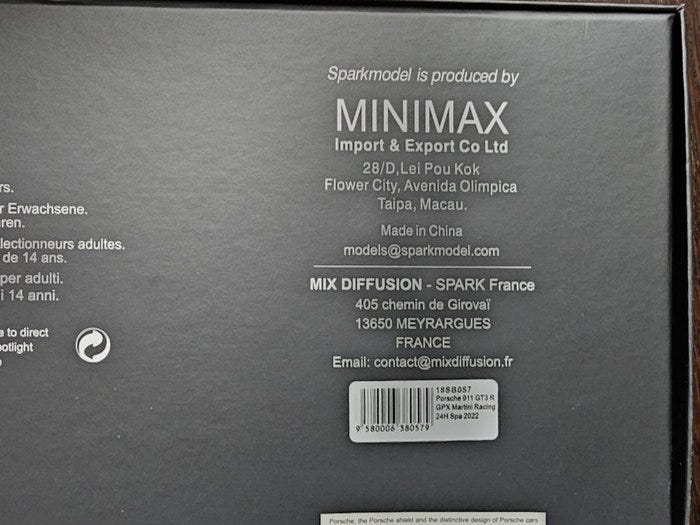 Sparkmodel is produced by
MINIMAX
Import & Export Co Ltd
28/D,Lei Pou Kok
Flower City, Avenida Olimpica
Taipa, Macau.
Made in China
models@sparkmodel.com
MIX DIFFUSION - SPARK France
405 chemin de Girovaï
13650 MEYRARGUES
FRANCE
Email: contact@mixdiffusion.fr
rs.
r Erwachsene.
ren.
llectionneurs adultes.
de 14 ans.
per adulti.
i 14 anni.
e to direct
potlight
18SB057
Porsche 911 GT3 R
GPX Martini Racing
24H Spa 2022
9 580006 380579
Porsche, the Porsche shield and the distinctive design of Porsche cars